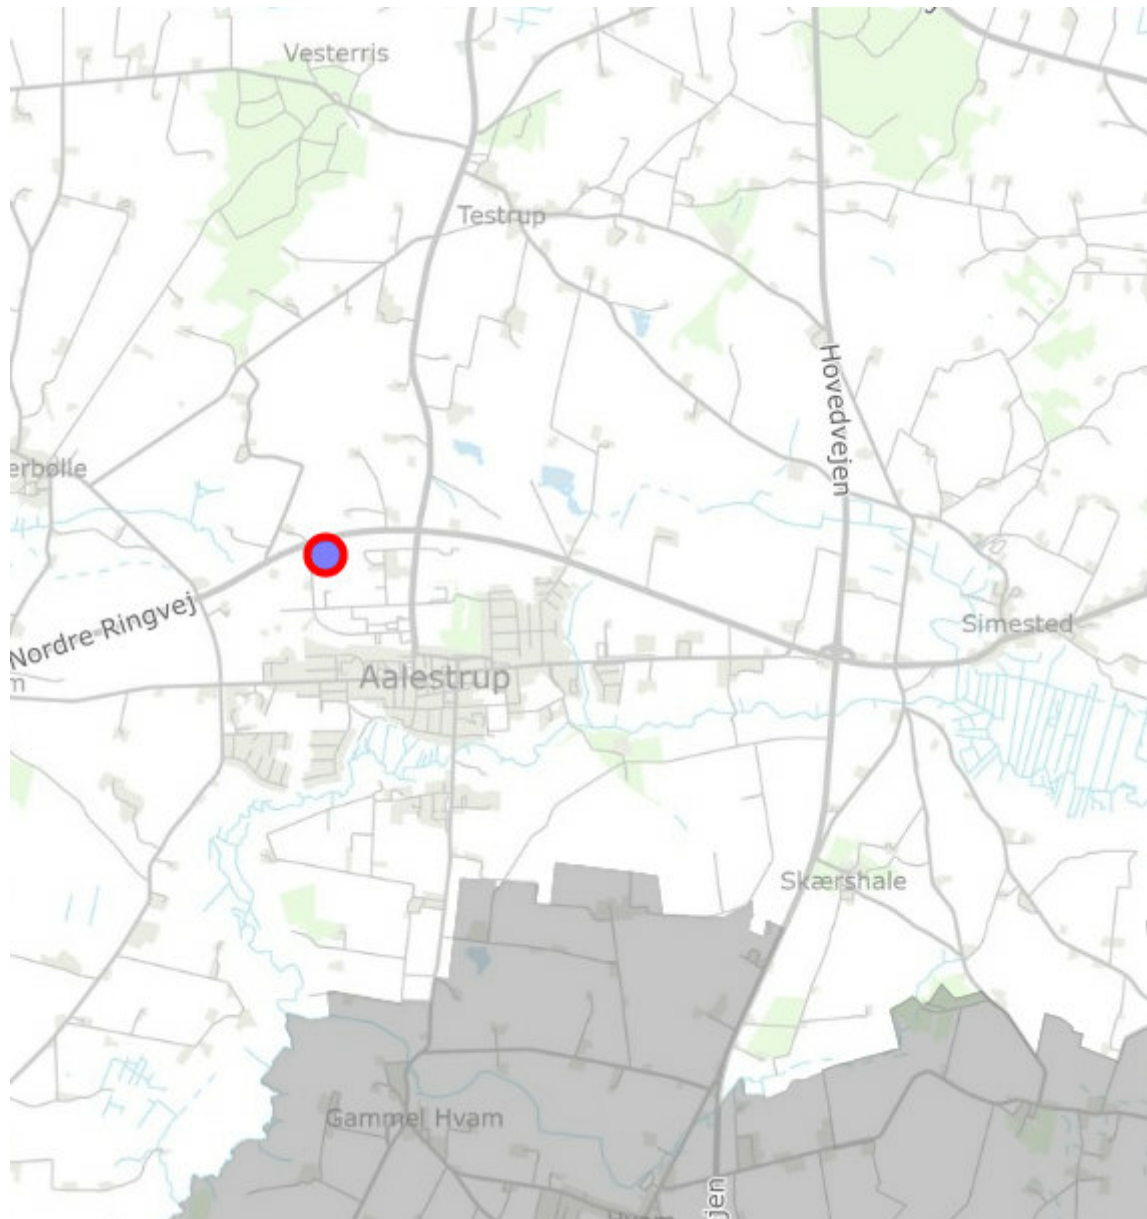 Vesterris
Testrup
Hovedvejen
erbølle
Nordre Ringvej
Simested
m
Aalestrup
Skærshale
Gammel Hvam
jen